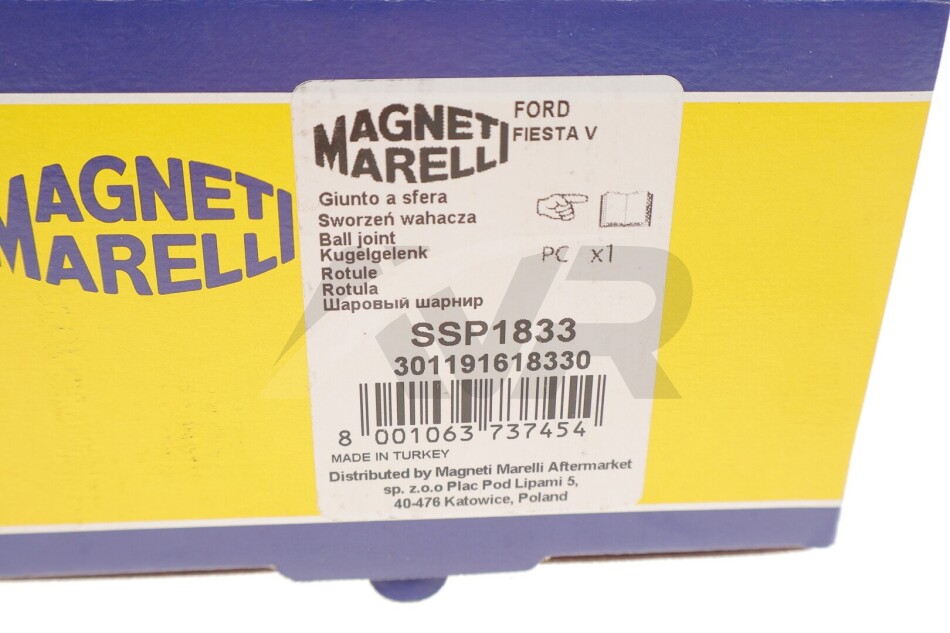 MAGNETI
MARELLI
MAGNETI
MARELLI
FORD
FIESTA V
Giunto a sfera
Sworzeń wahacza
Ball joint
Kugelgelenk
Rotule
Rotula
Шаровый шарнир
PC x1
SSP1833
301191618330
8 001063 737454
MADE IN TURKEY
Distributed by Magneti Marelli Aftermarket
sp. z.o.o Plac Pod Lipami 5,
40-476 Katowice, Poland
AVR